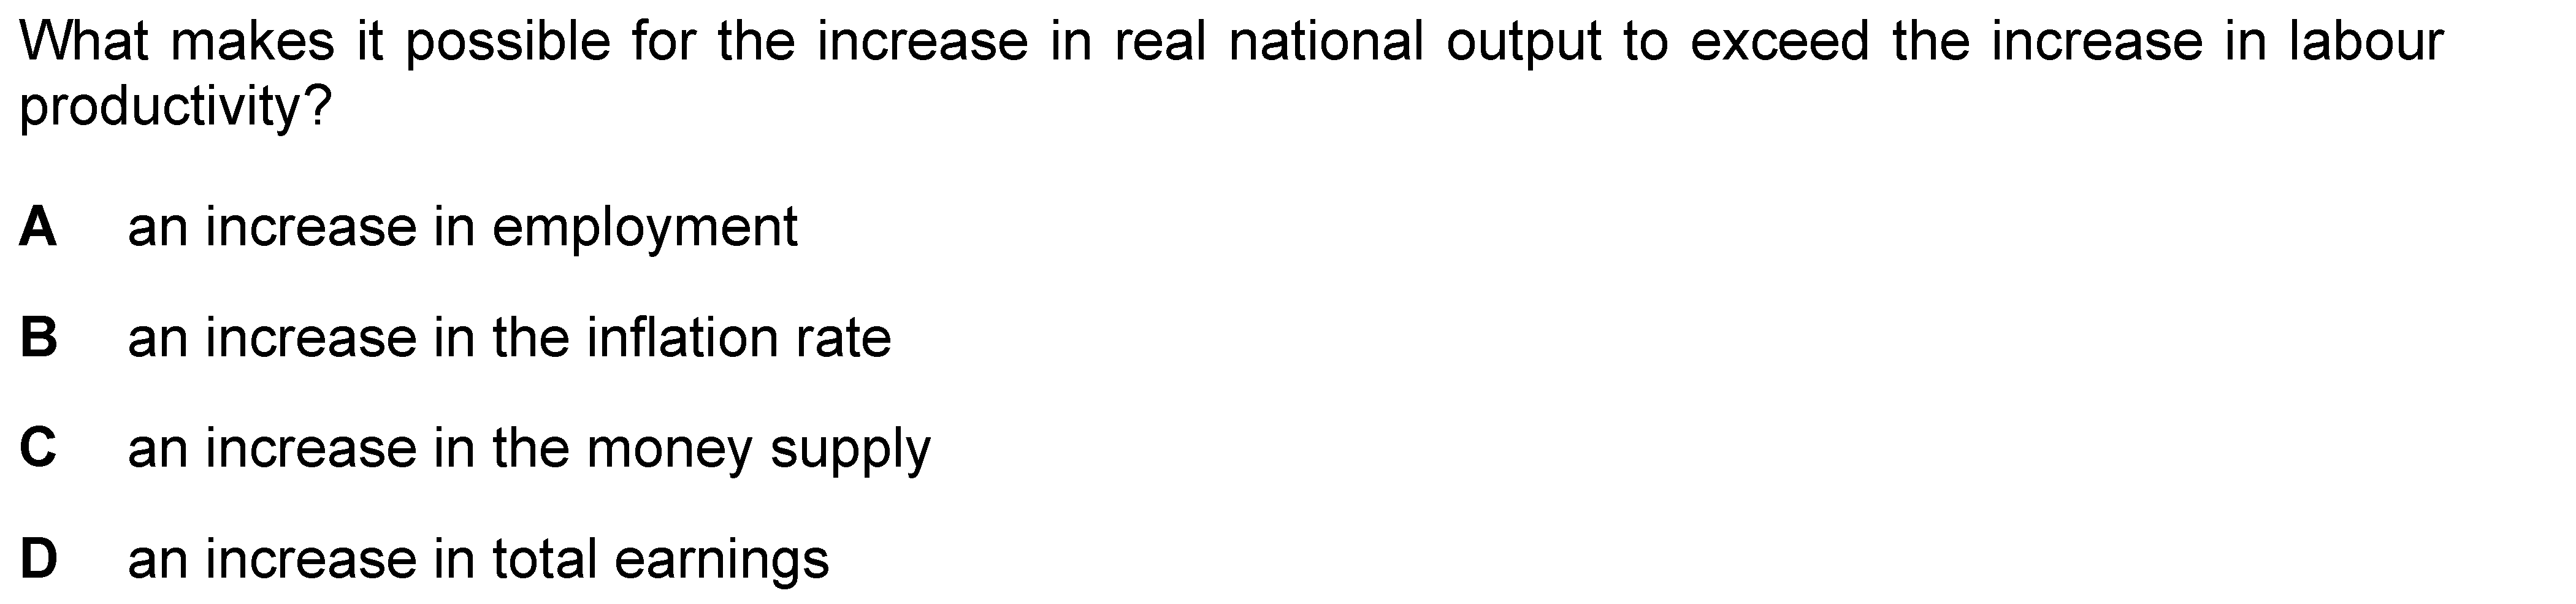 What makes it possible for the increase in real national output to exceed the increase in labour
productivity?
A an increase in employment
B an increase in the inflation rate
C an increase in the money supply
D an increase in total earnings